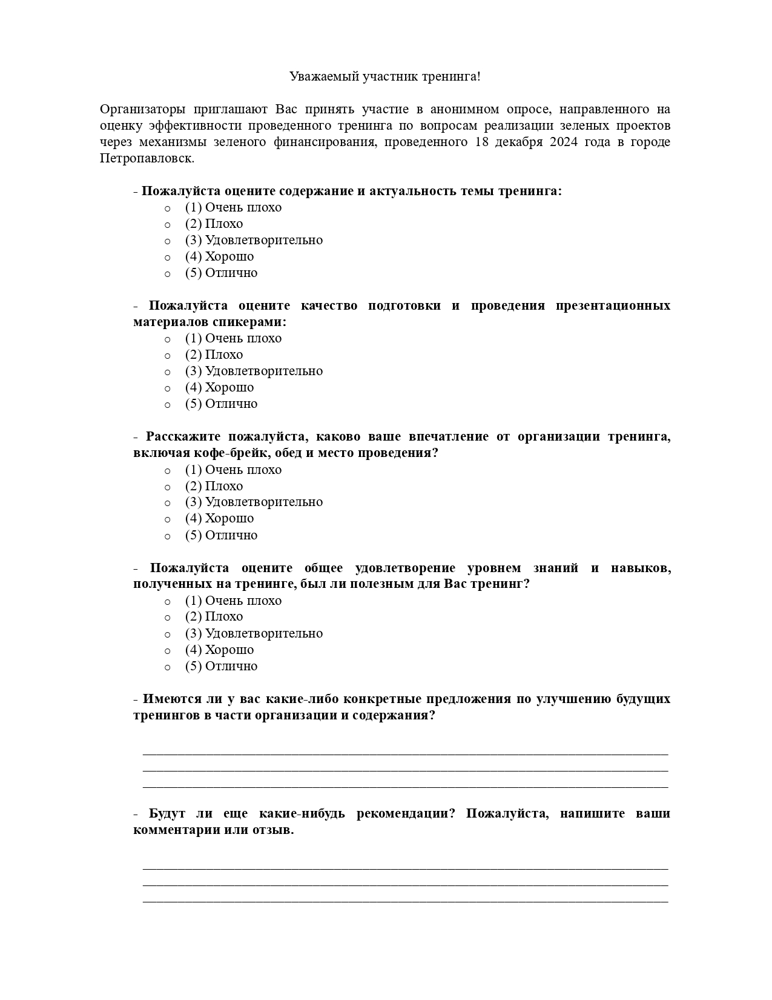 Уважаемый участник тренинга!
Организаторы приглашают Вас принять участие в анонимном опросе, направленного на
оценку эффективности проведенного тренинга по вопросам реализации зеленых проектов
через механизмы зеленого финансирования, проведенного 18 декабря 2024 года в городе
Петропавловск.
- Пожалуйста оцените содержание и актуальность темы тренинга:
o (1) Очень плохо
o (2) Плохо
o (3) Удовлетворительно
o (4) Хорошо
o (5) Отлично
- Пожалуйста оцените качество подготовки и проведения презентационных
материалов спикерами:
o (1) Очень плохо
o (2) Плохо
o (3) Удовлетворительно
o (4) Хорошо
o (5) Отлично
- Расскажите пожалуйста, каково ваше впечатление от организации тренинга,
включая кофе-брейк, обед и место проведения?
o (1) Очень плохо
o (2) Плохо
o (3) Удовлетворительно
o (4) Хорошо
o (5) Отлично
- Пожалуйста оцените общее удовлетворение уровнем знаний и навыков,
полученных на тренинге, был ли полезным для Вас тренинг?
o (1) Очень плохо
o (2) Плохо
o (3) Удовлетворительно
o (4) Хорошо
o (5) Отлично
- Имеются ли у вас какие-либо конкретные предложения по улучшению будущих
тренингов в части организации и содержания?
- Будут ли еще какие-нибудь рекомендации? Пожалуйста, напишите ваши
комментарии или отзыв.